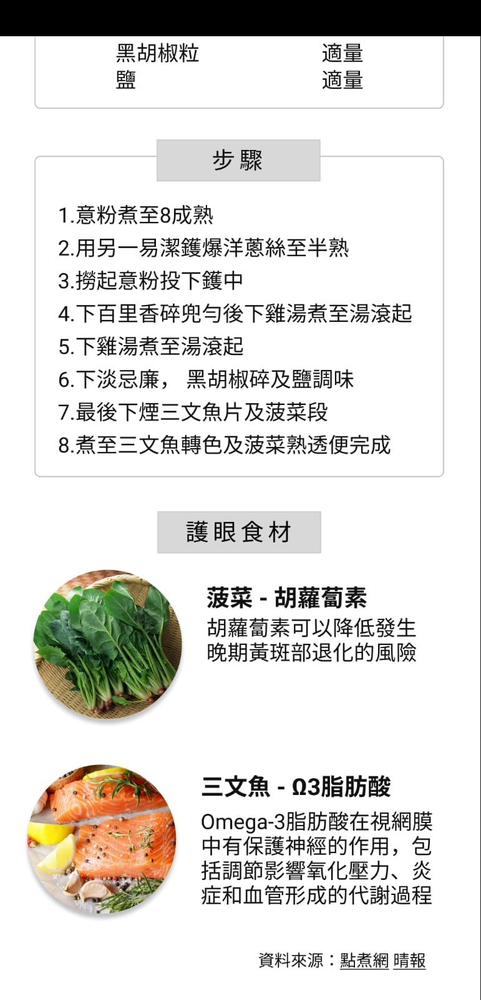 黑胡椒粒 適量
鹽 適量
步驟
1.意粉煮至8成熟
2.用另一易潔鑊爆洋蔥絲至半熟
3.撈起意粉投下鑊中
4.下百里香碎兜勻後下雞湯煮至湯滾起
5.下雞湯煮至湯滾起
6.下淡忌廉， 黑胡椒碎及鹽調味
7.最後下煙三文魚片及菠菜段
8.煮至三文魚轉色及菠菜熟透便完成
護眼食材
菠菜 - 胡蘿蔔素
胡蘿蔔素可以降低發生
晚期黃斑部退化的風險
三文魚 - Ω3脂肪酸
Omega-3脂肪酸在視網膜
中有保護神經的作用，包
括調節影響氧化壓力、炎
症和血管形成的代謝過程
資料來源：點煮網 晴報